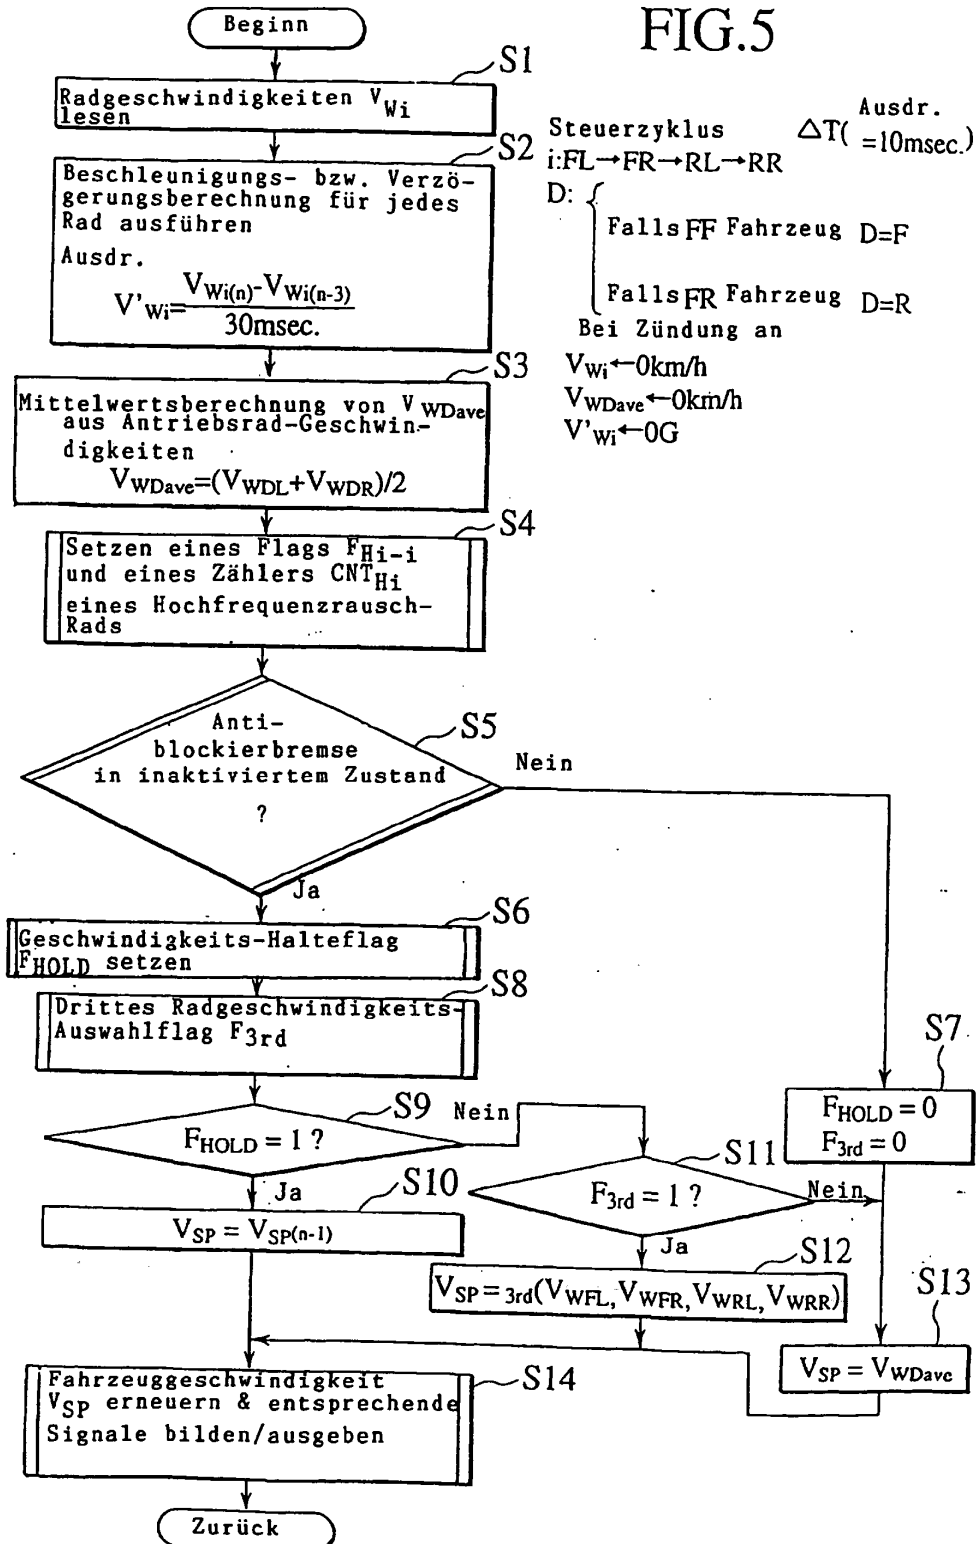 FIG.5
Beginn
S1
Radgeschwindigkeiten V_Wi
lesen
Steuerzyklus ΔT( Ausdr.
=10msec.)
i:FL→FR→RL→RR
D: {
Falls FF Fahrzeug D=F
Falls FR Fahrzeug D=R
Bei Zündung an
V_Wi←0km/h
V_WDave←0km/h
V'_Wi←0G
S2
Beschleunigungs- bzw. Verzö-
gerungsberechnung für jedes
Rad ausführen
Ausdr.
V'_Wi=
V_Wi(n)-V_Wi(n-3)
30msec.
S3
Mittelwertsberechnung von V_WDave
aus Antriebsrad-Geschwin-
digkeiten
V_WDave=(V_WDL+V_WDR)/2
S4
Setzen eines Flags F_Hi-i
und eines Zählers CNT_Hi
eines Hochfrequenzrausch-
Rads
S5
Anti-
blockierbremse
in inaktiviertem Zustand
?
Nein
Ja
S6
Geschwindigkeits-Halteflag
F_HOLD setzen
S8
Drittes Radgeschwindigkeits-
Auswahlflag F_3rd
S7
F_HOLD = 0
F_3rd = 0
S9
F_HOLD = 1 ?
Nein
Ja
S10
V_SP = V_SP(n-1)
S11
F_3rd = 1 ?
Nein
Ja
S12
V_SP = 3rd(V_WFL, V_WFR, V_WRL, V_WRR)
S13
V_SP = V_WDave
S14
Fahrzeuggeschwindigkeit
V_SP erneuern & entsprechende
Signale bilden/ausgeben
Zurück